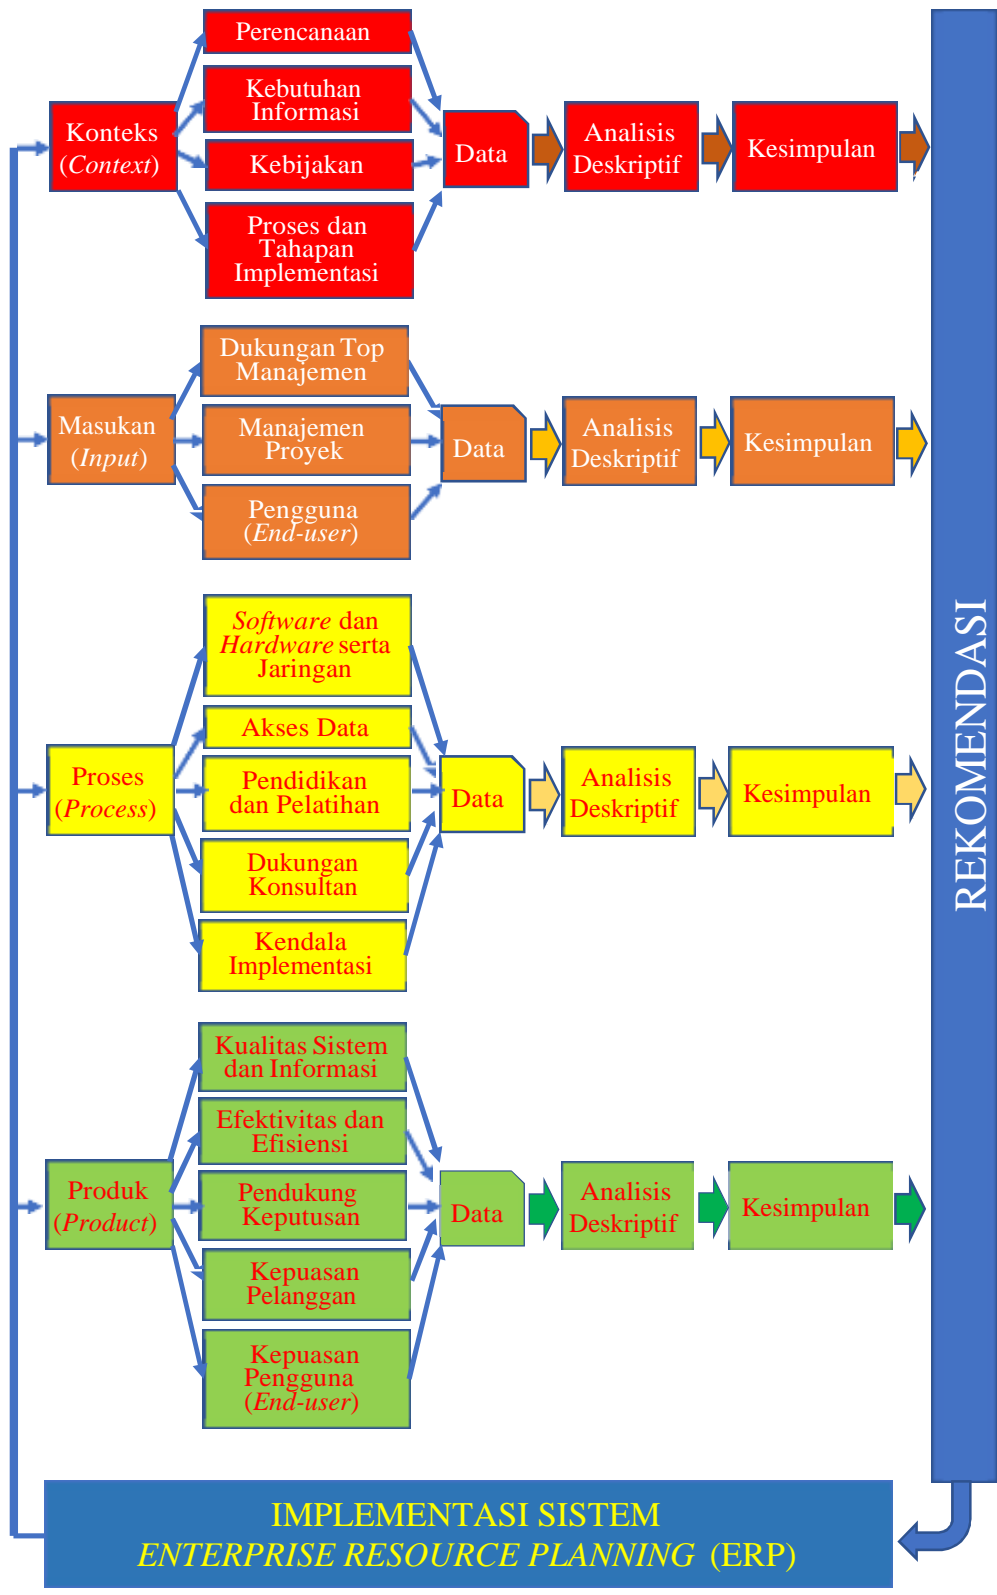 Perencanaan
Kebutuhan
Informasi
Konteks
(Context)
Kebijakan
Proses dan
Tahapan
Implementasi
Data
Analisis
Deskriptif
Kesimpulan
Dukungan Top
Manajemen
Masukan
(Input)
Manajemen
Proyek
Pengguna
(End-user)
Data
Analisis
Deskriptif
Kesimpulan
Software dan
Hardware serta
Jaringan
Akses Data
Proses
(Process)
Pendidikan
dan Pelatihan
Dukungan
Konsultan
Kendala
Implementasi
Data
Analisis
Deskriptif
Kesimpulan
Kualitas Sistem
dan Informasi
Efektivitas dan
Efisiensi
Produk
(Product)
Pendukung
Keputusan
Kepuasan
Pelanggan
Kepuasan
Pengguna
(End-user)
Data
Analisis
Deskriptif
Kesimpulan
REKOMENDASI
IMPLEMENTASI SISTEM
ENTERPRISE RESOURCE PLANNING (ERP)